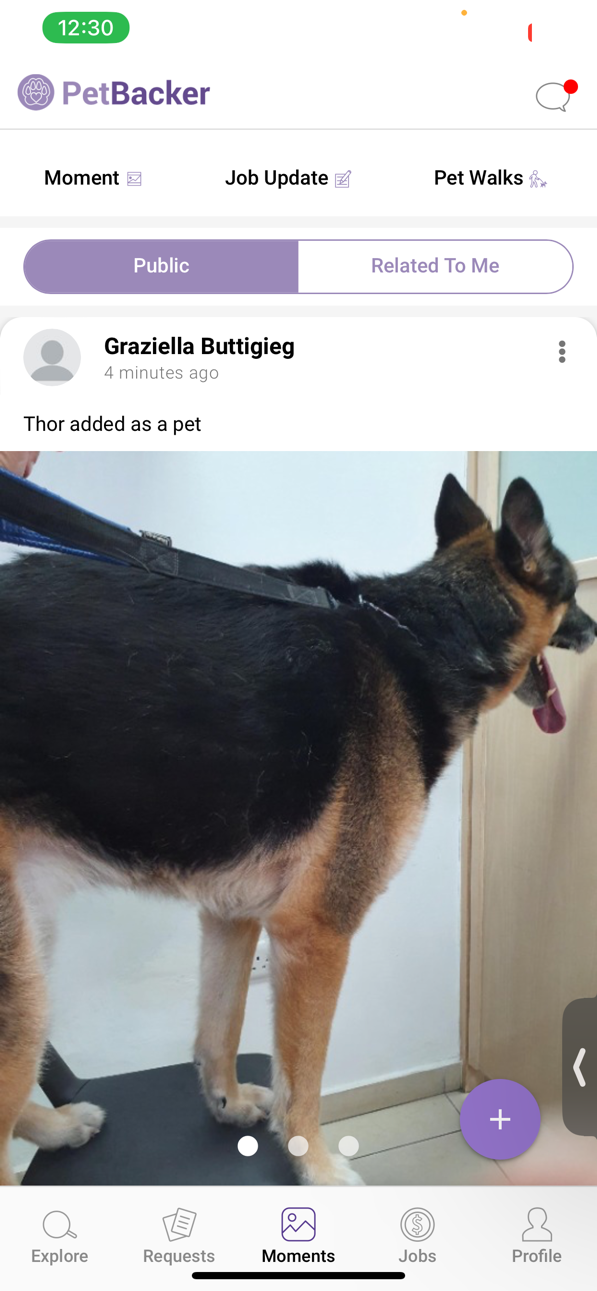 12:30
PetBacker
Moment
Job Update
Pet Walks
Public
Related To Me
Graziella Buttigieg
4 minutes ago
Thor added as a pet
Explore
Requests
Moments
Jobs
Profile